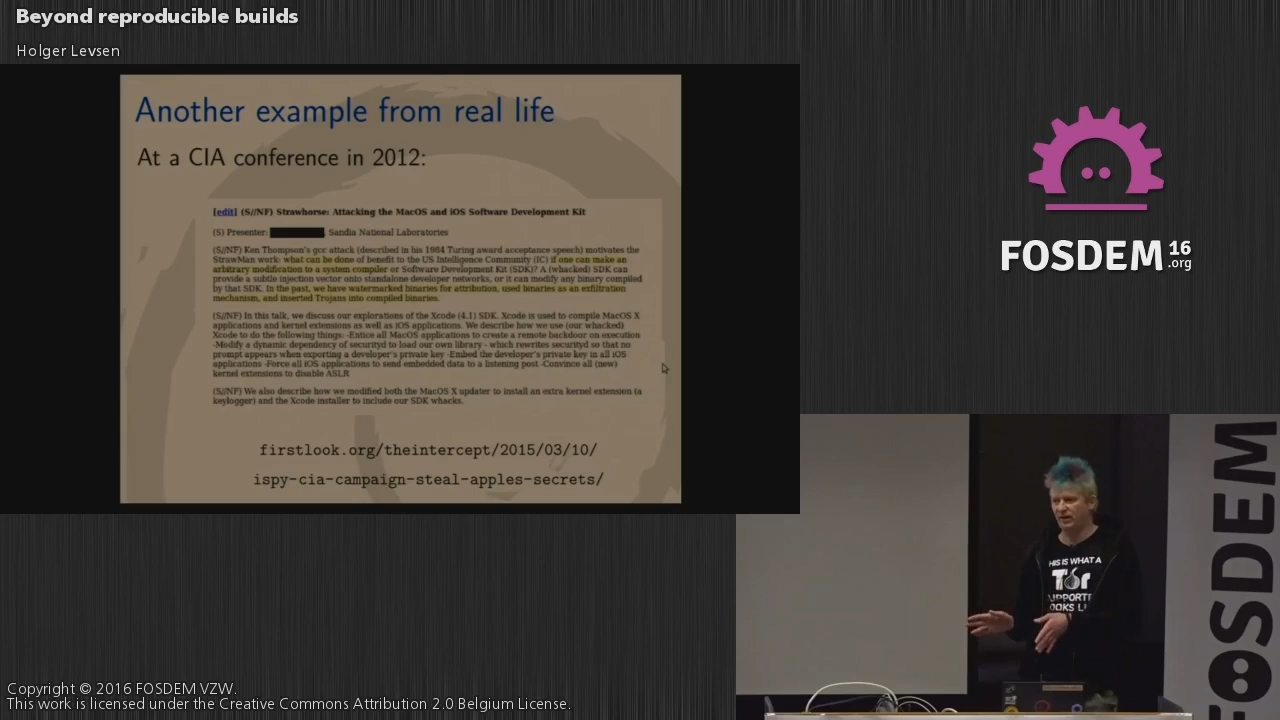 Beyond reproducible builds
Holger Levsen
Another example from real life
At a CIA conference in 2012:
[edit] (S//NF) Strawhorse: Attacking the MacOS and iOS Software Development Kit
(S) Presenter: , Sandia National Laboratories
(S//NF) Ken Thompson's gcc attack (described in his 1984 Turing award acceptance speech) motivates the
StrawMan work: what can be done of benefit to the US Intelligence Community (IC) if one can make an
arbitrary modification to a system compiler or Software Development Kit (SDK)? A (whacked) SDK can
provide a subtle injection vector onto standalone developer networks, or it can modify any binary compiled
by that SDK. In the past, we have watermarked binaries for attribution, used binaries as an exfiltration
mechanism, and inserted Trojans into compiled binaries.
(S//NF) In this talk, we discuss our explorations of the Xcode (4.1) SDK. Xcode is used to compile MacOS X
applications and kernel extensions as well as iOS applications. We describe how we use (our whacked)
Xcode to do the following things: -Entice all MacOS applications to create a remote backdoor on execution
-Modify a dynamic dependency of securityd to load our own library - which rewrites securityd so that no
prompt appears when exporting a developer's private key -Embed the developer's private key in all iOS
applications -Force all iOS applications to send embedded data to a listening post -Convince all (new)
kernel extensions to disable ASLR
(S//NF) We also describe how we modified both the MacOS X updater to install an extra kernel extension (a
keylogger) and the Xcode installer to include our SDK whacks.
firstlook.org/theintercept/2015/03/10/
ispy-cia-campaign-steal-apples-secrets/
FOSDEM 16
.org
HIS IS WHAT A
Tor
UPPORTE
OOKS LI
FOSDEM
Copyright © 2016 FOSDEM VZW.
This work is licensed under the Creative Commons Attribution 2.0 Belgium License.